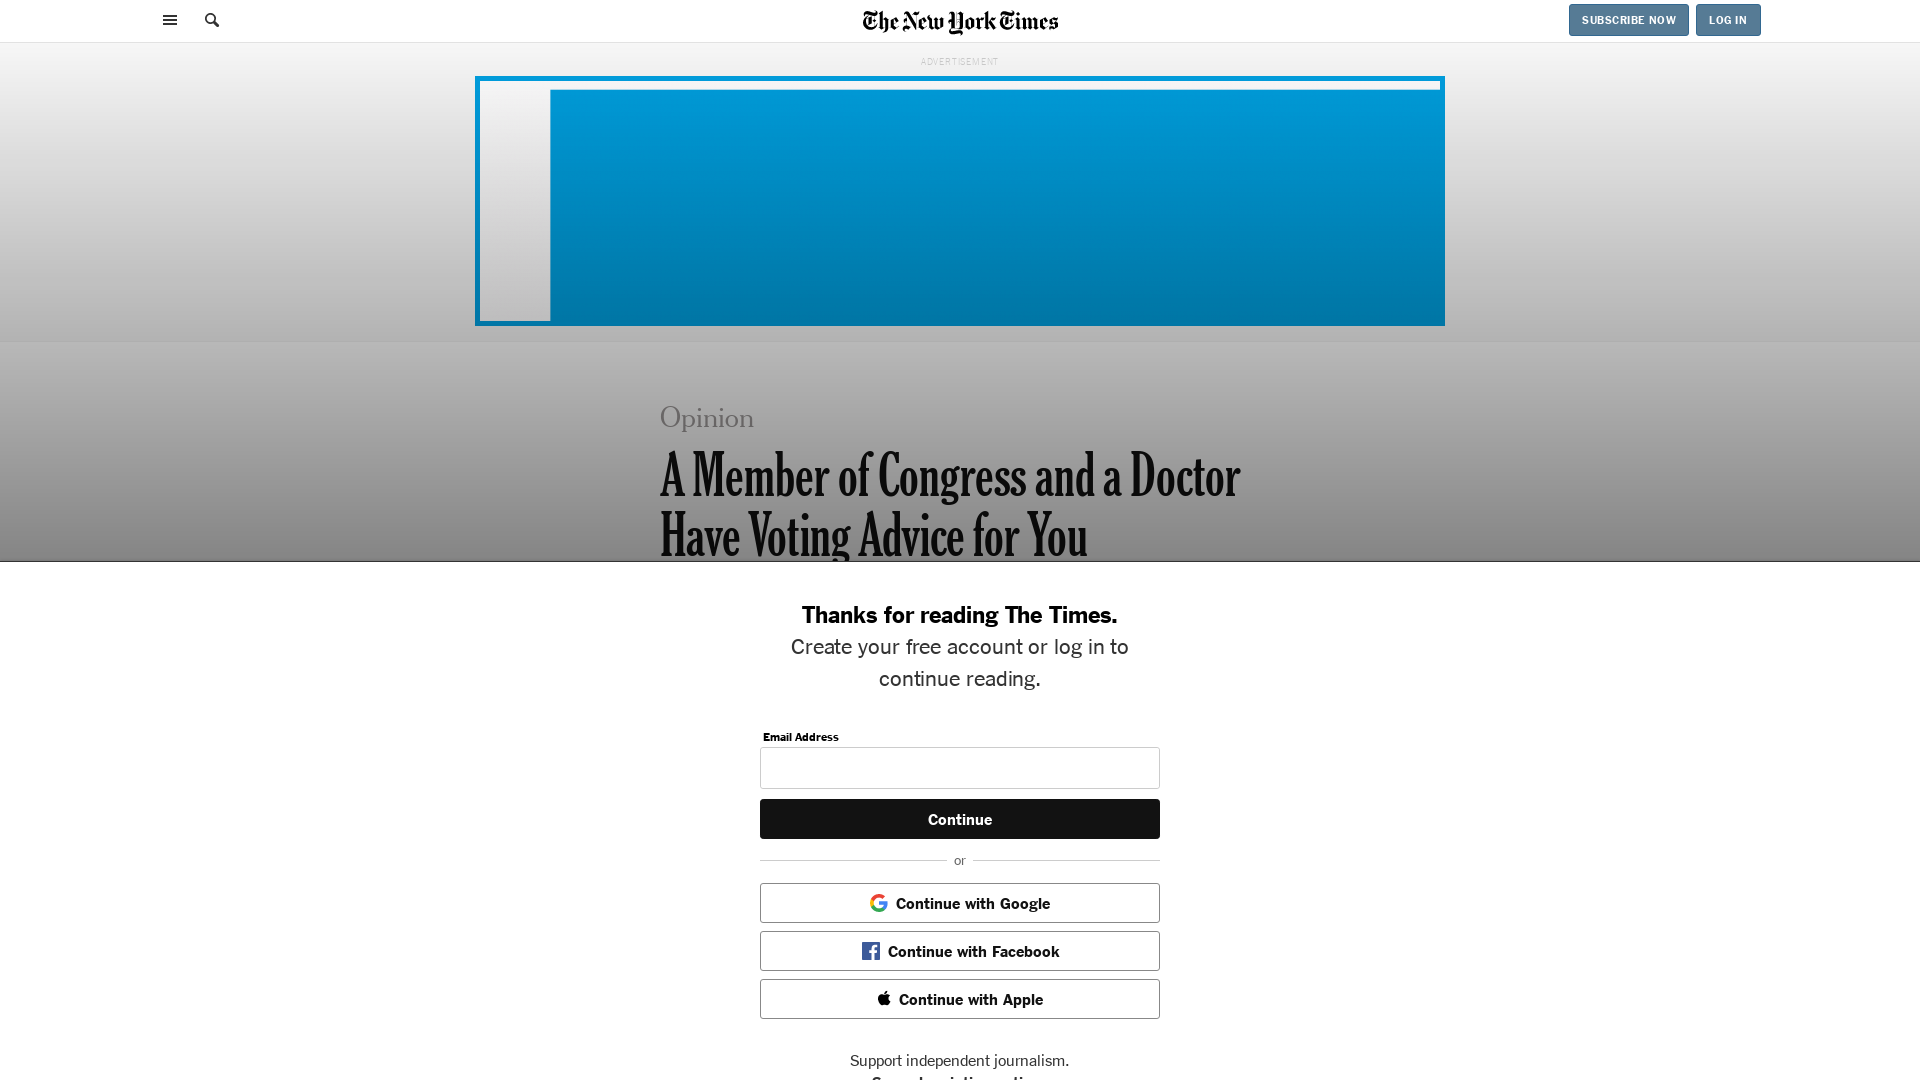 The New York Times
SUBSCRIBE NOW
LOG IN
ADVERTISEMENT
Opinion
A Member of Congress and a Doctor
Have Voting Advice for You
Thanks for reading The Times.
Create your free account or log in to
continue reading.
Email Address
Continue
or
Continue with Google
Continue with Facebook
Continue with Apple
Support independent journalism.